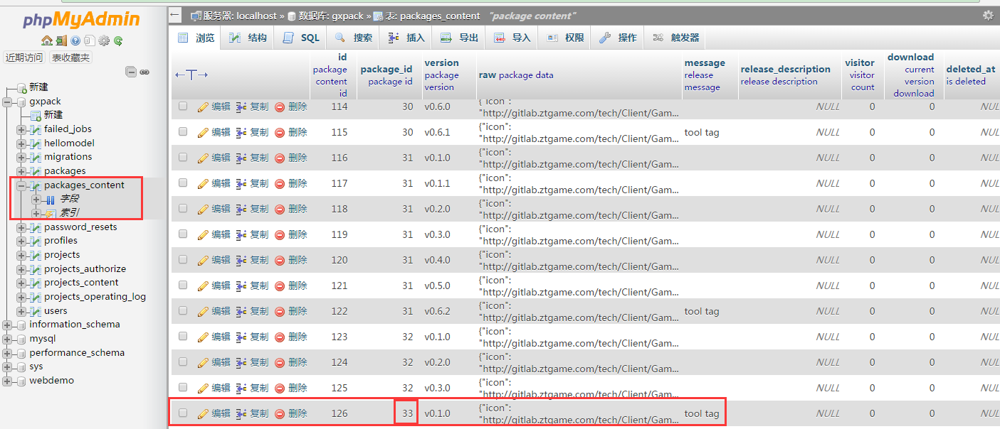 phpMyAdmin
近期访问 表收藏夹
新建
gxpack
新建
failed_jobs
hellomodel
migrations
packages
packages_content
字段
索引
password_resets
profiles
projects
projects_authorize
projects_content
projects_operating_log
users
information_schema
mysql
performance_schema
sys
webdemo
服务器: localhost » 数据库: gxpack » 表: packages_content "package content"
浏览 结构 SQL 搜索 插入 导出 导入 权限 操作 触发器
←T→
id
package content id
package_id
package id
version
package version
raw package data
message
release message
release_description
release description
visitor
visitor count
download
current version download
deleted_at
is deleted
编辑 复制 删除 114 30 v0.6.0 {"icon": NULL 0 0 NUL
"http://gitlab.ztgame.com/tech/Client/Gam...
编辑 复制 删除 115 30 v0.6.1 {"icon": tool tag NULL 0 0 NUL
"http://gitlab.ztgame.com/tech/Client/Gam...
编辑 复制 删除 116 31 v0.1.0 {"icon": NULL 0 0 NUL
"http://gitlab.ztgame.com/tech/Client/Gam...
编辑 复制 删除 117 31 v0.1.1 {"icon": NULL 0 0 NUL
"http://gitlab.ztgame.com/tech/Client/Gam...
编辑 复制 删除 118 31 v0.2.0 {"icon": NULL 0 0 NUL
"http://gitlab.ztgame.com/tech/Client/Gam...
编辑 复制 删除 119 31 v0.3.0 {"icon": NULL 0 0 NUL
"http://gitlab.ztgame.com/tech/Client/Gam...
编辑 复制 删除 120 31 v0.4.0 {"icon": NULL 0 0 NUL
"http://gitlab.ztgame.com/tech/Client/Gam...
编辑 复制 删除 121 31 v0.5.0 {"icon": NULL 0 0 NUL
"http://gitlab.ztgame.com/tech/Client/Gam...
编辑 复制 删除 122 31 v0.6.2 {"icon": tool tag NULL 0 0 NUL
"http://gitlab.ztgame.com/tech/Client/Gam...
编辑 复制 删除 123 32 v0.1.0 {"icon": NULL 0 0 NUL
"http://gitlab.ztgame.com/tech/Client/Gam...
编辑 复制 删除 124 32 v0.2.0 {"icon": NULL 0 0 NUL
"http://gitlab.ztgame.com/tech/Client/Gam...
编辑 复制 删除 125 32 v0.3.0 {"icon": NULL 0 0 NUL
"http://gitlab.ztgame.com/tech/Client/Gam...
编辑 复制 删除 126 33 v0.1.0 {"icon": tool tag NULL 0 0 NUL
"http://gitlab.ztgame.com/tech/Client/Gam...